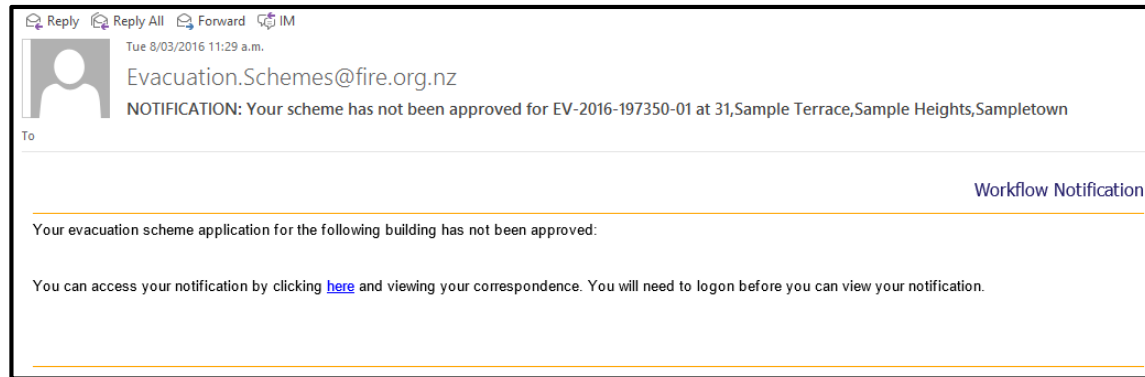 Reply Reply All Forward IM
Tue 8/03/2016 11:29 a.m.
Evacuation.Schemes@fire.org.nz
NOTIFICATION: Your scheme has not been approved for EV-2016-197350-01 at 31,Sample Terrace,Sample Heights,Sampletown
To
Workflow Notification
Your evacuation scheme application for the following building has not been approved:
You can access your notification by clicking here and viewing your correspondence. You will need to logon before you can view your notification.